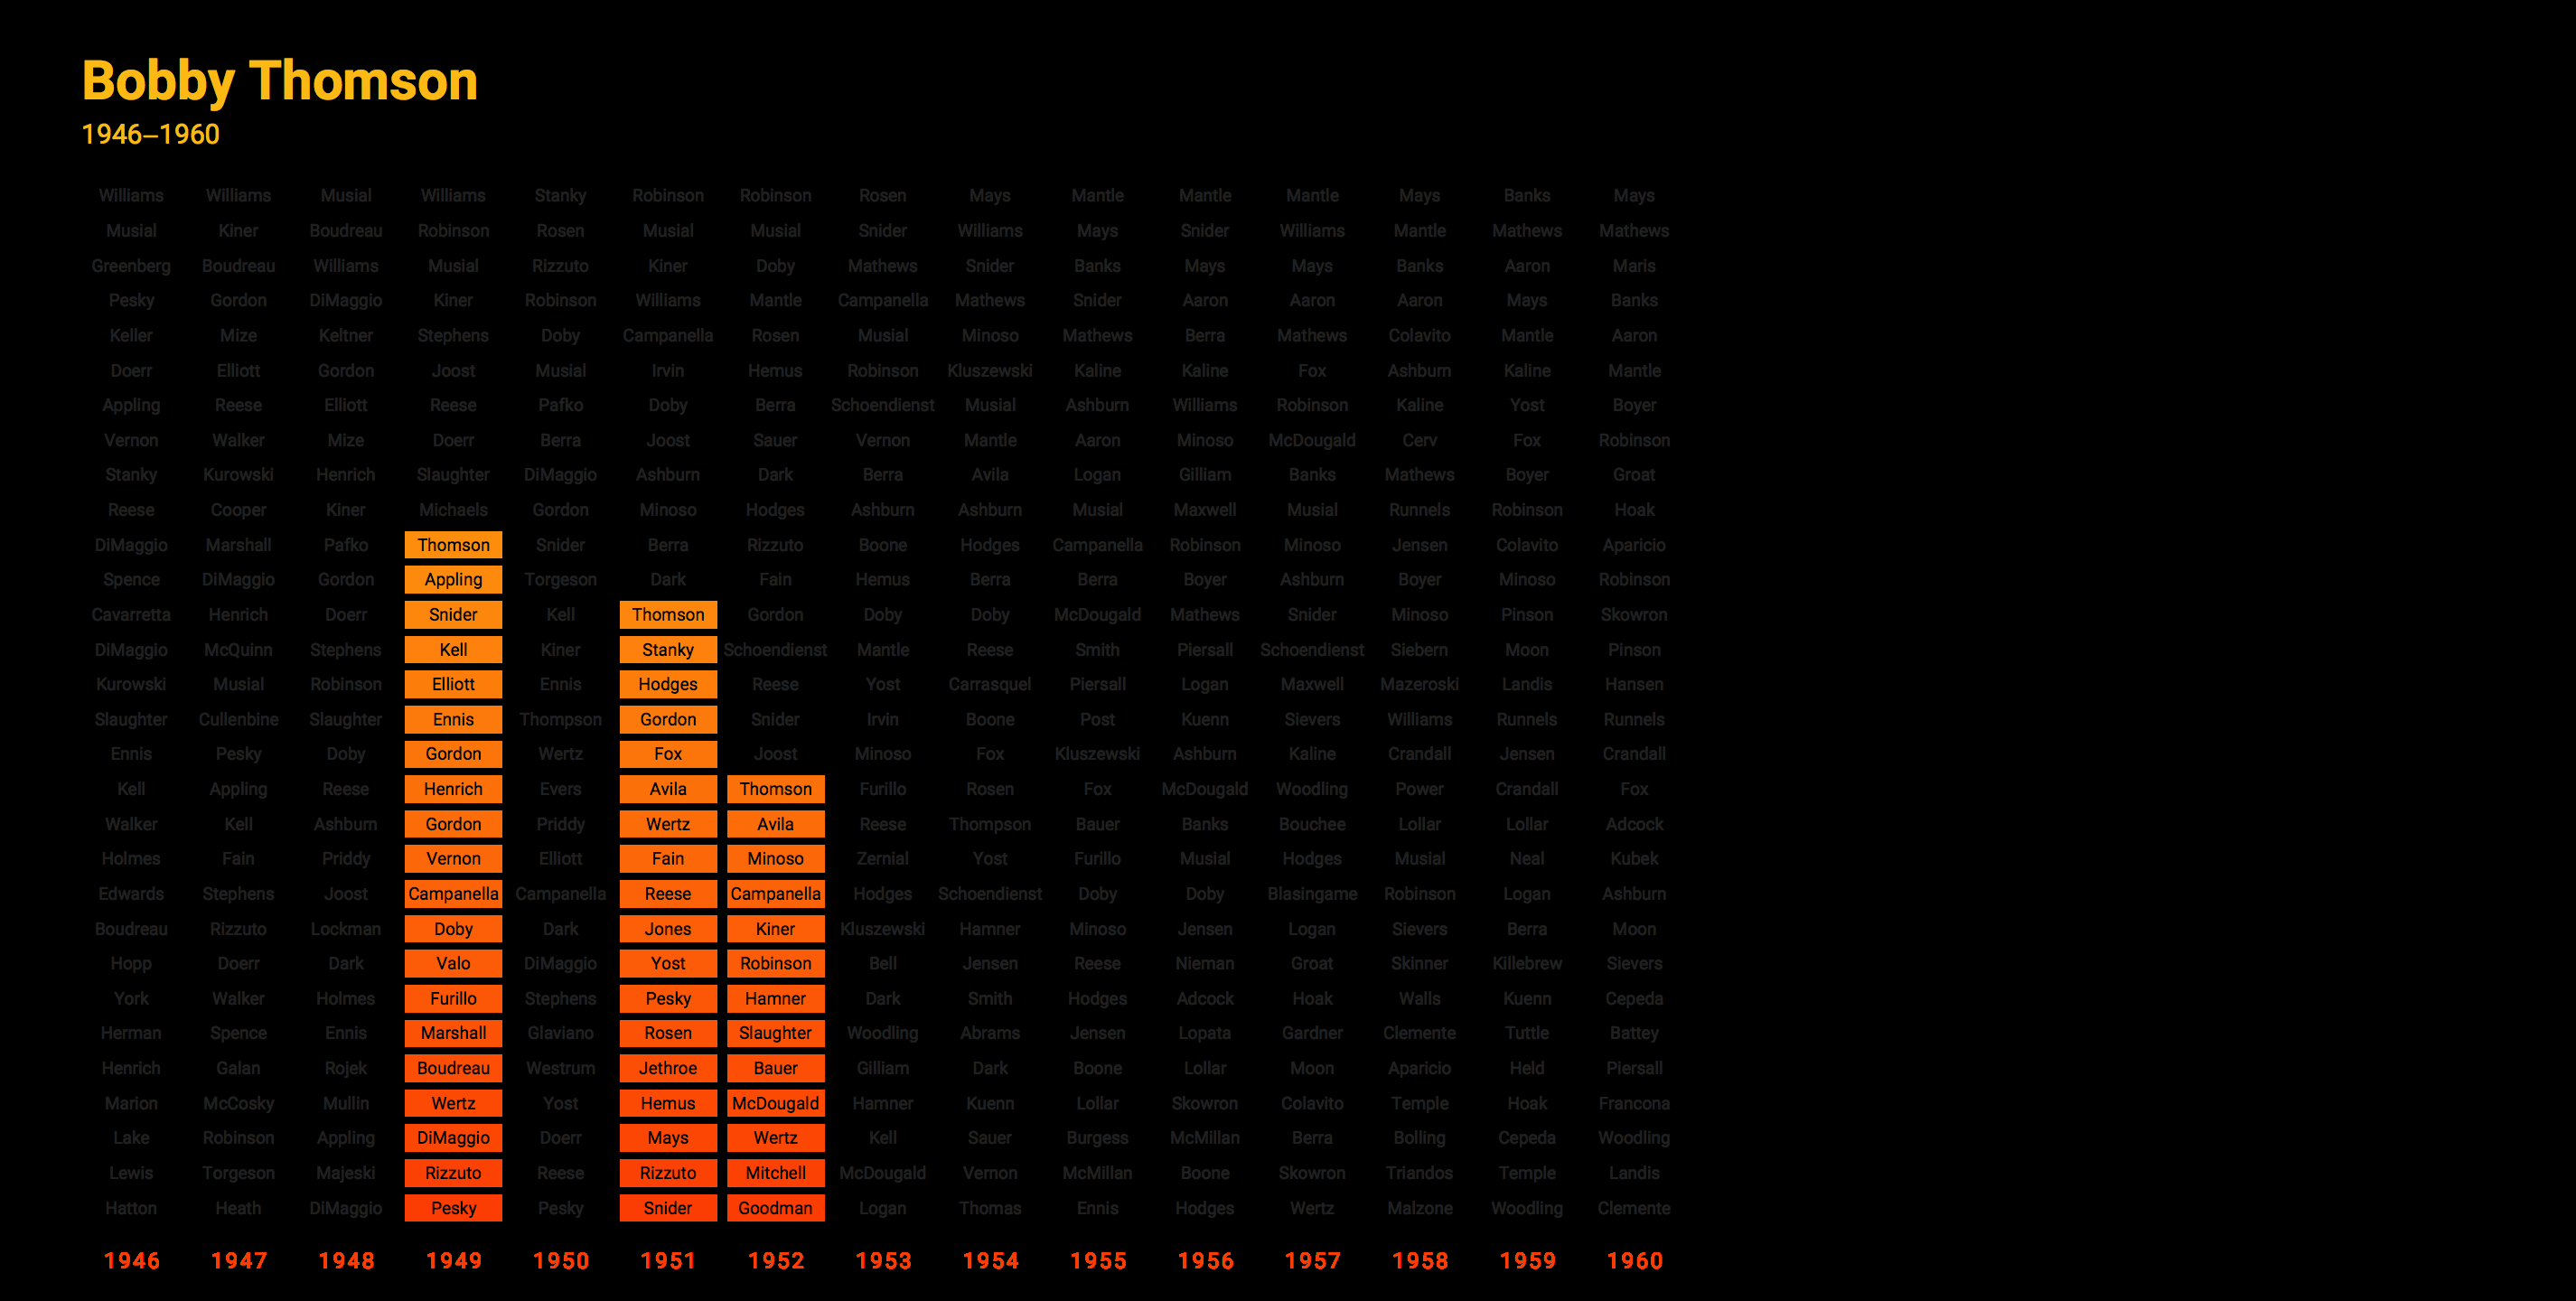 Bobby Thomson
1946–1960
Williams Williams Musial Williams Stanky Robinson Robinson Rosen Mays Mantle Mantle Mantle Mays Banks Mays
Musial Kiner Boudreau Robinson Rosen Musial Musial Snider Williams Mays Snider Williams Mantle Mathews Mathews
Greenberg Boudreau Williams Musial Rizzuto Kiner Doby Mathews Snider Banks Mays Mays Banks Aaron Maris
Pesky Gordon DiMaggio Kiner Robinson Williams Mantle Campanella Mathews Snider Aaron Aaron Aaron Mays Banks
Keller Mize Keltner Stephens Doby Campanella Rosen Musial Minoso Mathews Berra Mathews Colavito Mantle Aaron
Doerr Elliott Gordon Joost Musial Irvin Hemus Robinson Kluszewski Kaline Kaline Fox Ashburn Kaline Mantle
Appling Reese Elliott Reese Pafko Doby Berra Schoendienst Musial Ashburn Williams Robinson Kaline Yost Boyer
Vernon Walker Mize Doerr Berra Joost Sauer Vernon Mantle Aaron Minoso McDougald Cerv Fox Robinson
Stanky Kurowski Henrich Slaughter DiMaggio Ashburn Dark Berra Avila Logan Gilliam Banks Mathews Boyer Groat
Reese Cooper Kiner Michaels Gordon Minoso Hodges Ashburn Ashburn Musial Maxwell Musial Runnels Robinson Hoak
DiMaggio Marshall Pafko Thomson Snider Berra Rizzuto Boone Hodges Campanella Robinson Minoso Jensen Colavito Aparicio
Spence DiMaggio Gordon Appling Torgeson Dark Fain Hemus Berra Berra Boyer Ashburn Boyer Minoso Robinson
Cavarretta Henrich Doerr Snider Kell Thomson Gordon Doby Doby McDougald Mathews Snider Minoso Pinson Skowron
DiMaggio McQuinn Stephens Kell Kiner Stanky Schoendienst Mantle Reese Smith Piersall Schoendienst Siebern Moon Pinson
Kurowski Musial Robinson Elliott Ennis Hodges Reese Yost Carrasquel Piersall Logan Maxwell Mazeroski Landis Hansen
Slaughter Cullenbine Slaughter Ennis Thompson Gordon Snider Irvin Boone Post Kuenn Sievers Williams Runnels Runnels
Ennis Pesky Doby Gordon Wertz Fox Joost Minoso Fox Kluszewski Ashburn Kaline Crandall Jensen Crandall
Kell Appling Reese Henrich Evers Avila Thomson Furillo Rosen Fox McDougald Woodling Power Crandall Fox
Walker Kell Ashburn Gordon Priddy Wertz Avila Reese Thompson Bauer Banks Bouchee Lollar Lollar Adcock
Holmes Fain Priddy Vernon Elliott Fain Minoso Zernial Yost Furillo Musial Hodges Musial Neal Kubek
Edwards Stephens Joost Campanella Campanella Reese Campanella Hodges Schoendienst Doby Doby Blasingame Robinson Logan Ashburn
Boudreau Rizzuto Lockman Doby Dark Jones Kiner Kluszewski Hamner Minoso Jensen Logan Sievers Berra Moon
Hopp Doerr Dark Valo DiMaggio Yost Robinson Bell Jensen Reese Nieman Groat Skinner Killebrew Sievers
York Walker Holmes Furillo Stephens Pesky Hamner Dark Smith Hodges Adcock Hoak Walls Kuenn Cepeda
Herman Spence Ennis Marshall Glaviano Rosen Slaughter Woodling Abrams Jensen Lopata Gardner Clemente Tuttle Battey
Henrich Galan Rojek Boudreau Westrum Jethroe Bauer Gilliam Dark Boone Lollar Moon Aparicio Held Piersall
Marion McCosky Mullin Wertz Yost Hemus McDougald Hamner Kuenn Lollar Skowron Colavito Temple Hoak Francona
Lake Robinson Appling DiMaggio Doerr Mays Wertz Kell Sauer Burgess McMillan Berra Bolling Cepeda Woodling
Lewis Torgeson Majeski Rizzuto Reese Rizzuto Mitchell McDougald Vernon McMillan Boone Skowron Triandos Temple Landis
Hatton Heath DiMaggio Pesky Pesky Snider Goodman Logan Thomas Ennis Hodges Wertz Malzone Woodling Clemente
1946 1947 1948 1949 1950 1951 1952 1953 1954 1955 1956 1957 1958 1959 1960